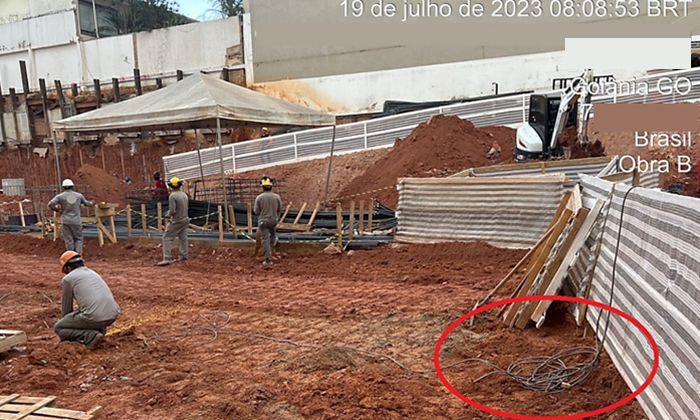 19 de julho de 2023 08:08:53 BRT
Goiânia GO
Brasil
Obra B